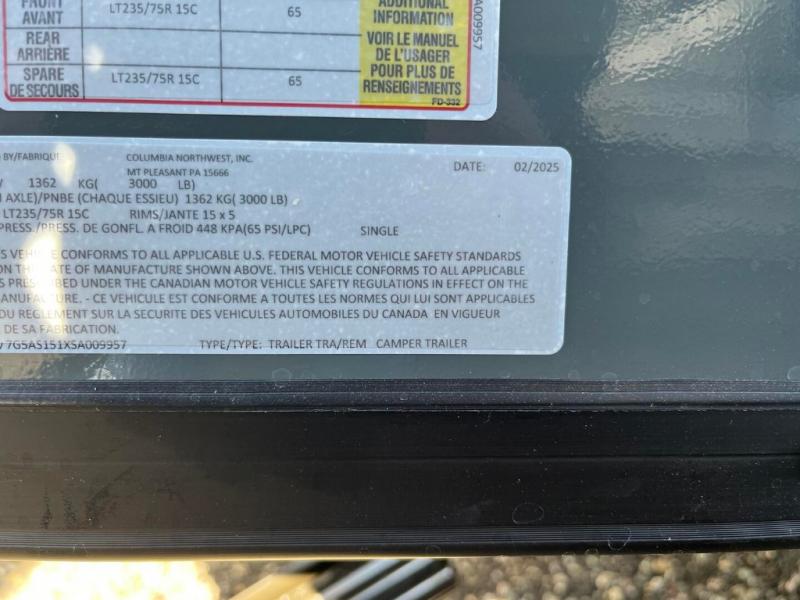 FRONT
AVANT
LT235/75R 15C
65
REAR
ARRIÈRE
SPARE
DE SECOURS
LT235/75R 15C
65
ADDITIONAL
INFORMATION
VOIR LE MANUEL
DE L'USAGER
POUR PLUS DE
RENSEIGNEMENTS
FD-332
A009957
BY/FABRIQUE COLUMBIA NORTHWEST, INC.
MT PLEASANT PA 15666
DATE: 02/2025
1362 KG( 3000 LB)
AXLE)/PNBE (CHAQUE ESSIEU) 1362 KG( 3000 LB)
LT235/75R 15C RIMS/JANTE 15 x 5
PRESS /PRESS. DE GONFL. A FROID 448 KPA(65 PSI/LPC) SINGLE
VEHICLE CONFORMS TO ALL APPLICABLE U.S. FEDERAL MOTOR VEHICLE SAFETY STANDARDS
ON THE DATE OF MANUFACTURE SHOWN ABOVE. THIS VEHICLE CONFORMS TO ALL APPLICABLE
PRESCRIBED UNDER THE CANADIAN MOTOR VEHICLE SAFETY REGULATIONS IN EFFECT ON THE
MANUFACTURE. - CE VEHICULE EST CONFORME A TOUTES LES NORMES QUI LUI SONT APPLICABLES
DU REGLEMENT SUR LA SECURITE DES VEHICULES AUTOMOBILES DU CANADA EN VIGUEUR
DE SA FABRICATION.
7G5AS151XSA009957 TYPE/TYPE: TRAILER TRA/REM CAMPER TRAILER